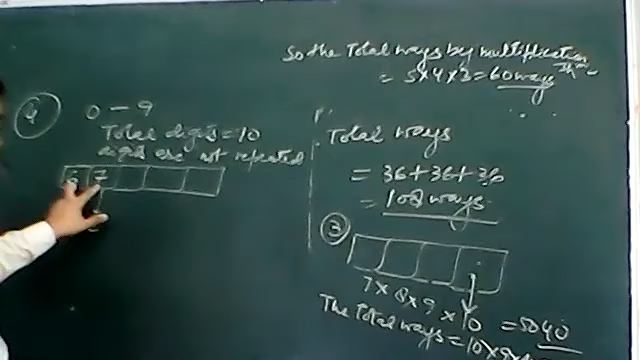 So the Total ways by multiplication
= 5×4×3=60 ways
4
0 - 9
Total digits = 10
digits are not repeated
6 7
Total ways
= 36+36+36
= 108 ways.
3
7×8×9×10 = 5040
The Total ways = 10×9×